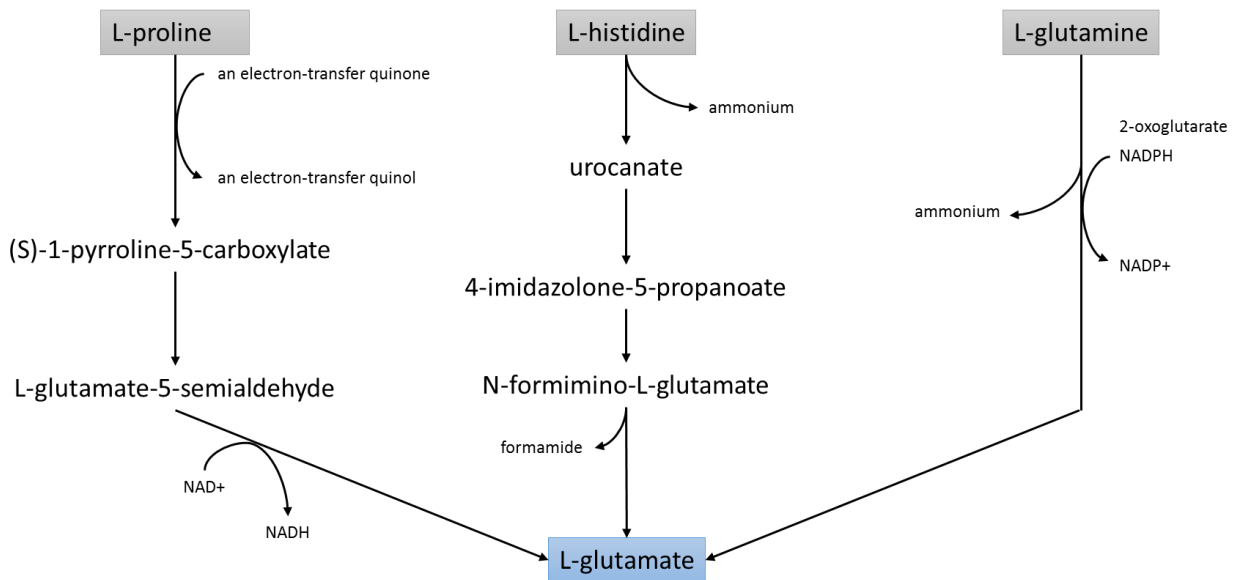 L-proline
L-histidine
L-glutamine
an electron-transfer quinone
ammonium
2-oxoglutarate
NADPH
urocanate
an electron-transfer quinol
ammonium
(S)-1-pyrroline-5-carboxylate
NADP+
4-imidazolone-5-propanoate
L-glutamate-5-semialdehyde
N-formimino-L-glutamate
formamide
NAD+
NADH
L-glutamate